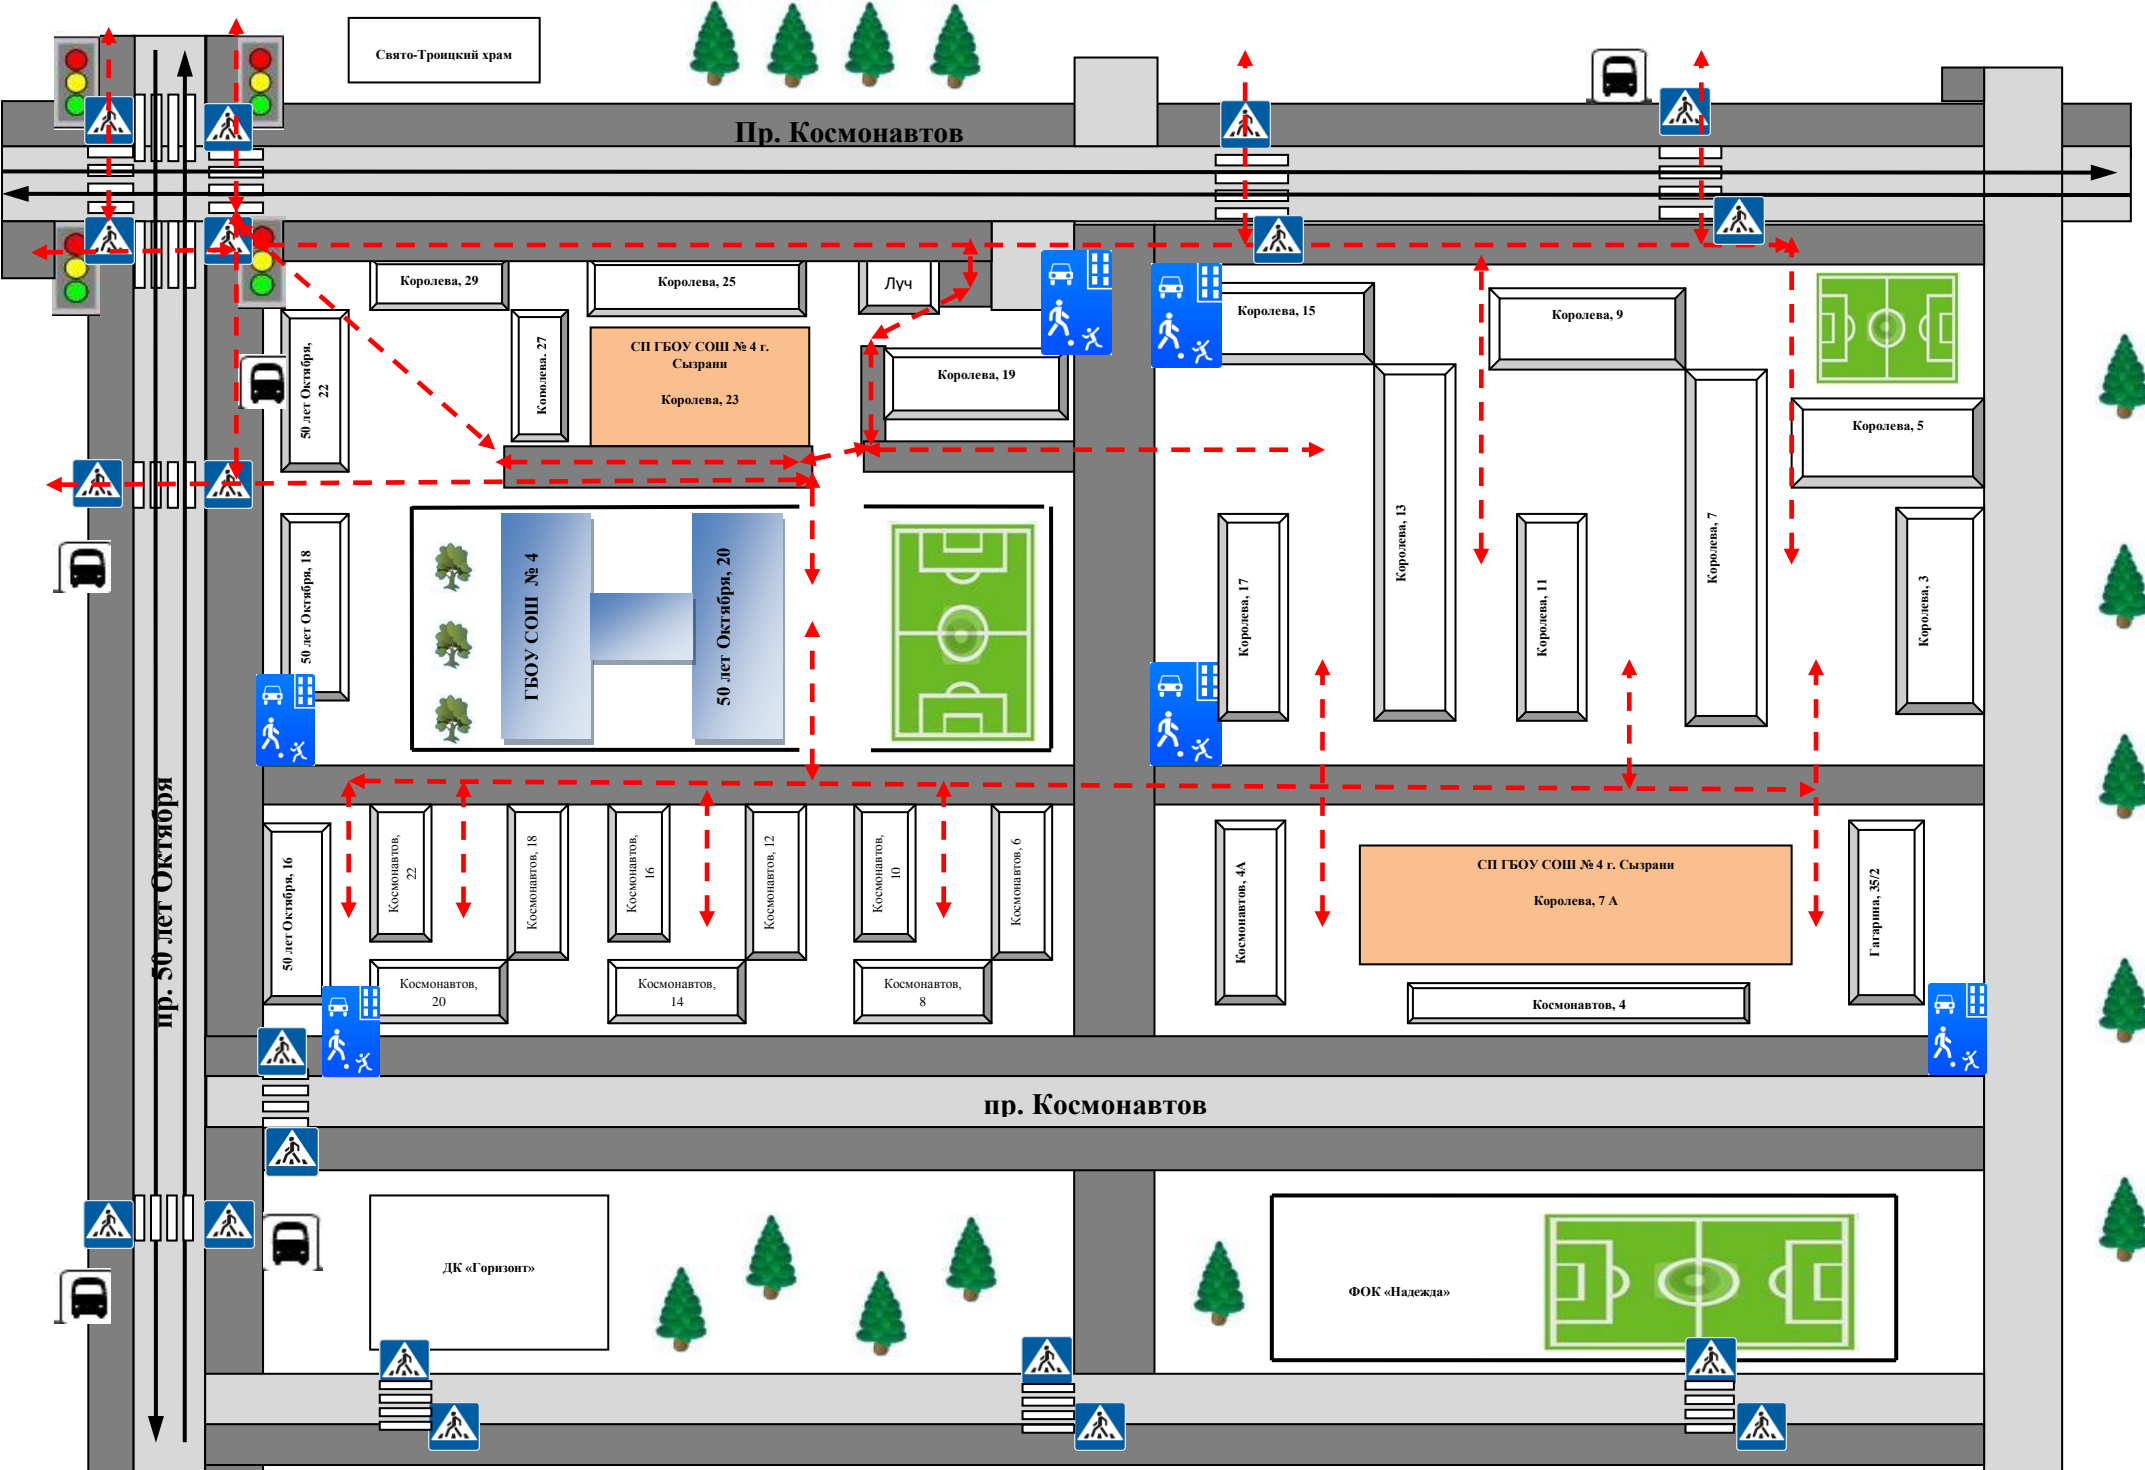 Свято-Троицкий храм
Пр. Космонавтов
Королева, 29
Королева, 25
Луч
Королева, 15
Королева, 9
50 лет Октября,
22
Королева. 27
СП ГБОУ СОШ № 4 г.
Сызрани
Королева, 23
Королева, 19
Королева, 5
50 лет Октября, 18
ГБОУ СОШ № 4
50 лет Октября, 20
Королева, 17
Королева, 13
Королева, 11
Королева, 7
Королева, 3
пр. 50 лет Октября
50 лет Октября, 16
Космонавтов,
22
Космонавтов, 18
Космонавтов,
16
Космонавтов, 12
Космонавтов,
10
Космонавтов, 6
Космонавтов,
20
Космонавтов,
14
Космонавтов,
8
Космонавтов, 4А
СП ГБОУ СОШ № 4 г. Сызрани
Королева, 7 А
Гагарина, 35/2
Космонавтов, 4
пр. Космонавтов
ДК «Горизонт»
ФОК «Надежда»